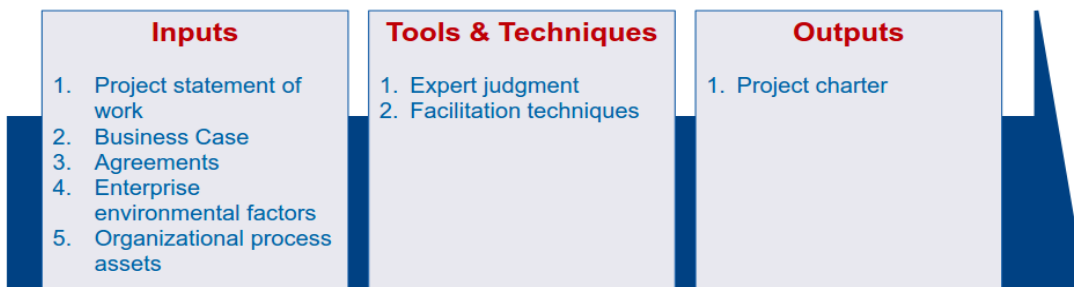 Inputs
1. Project statement of
work
2. Business Case
3. Agreements
4. Enterprise
environmental factors
5. Organizational process
assets
Tools & Techniques
1. Expert judgment
2. Facilitation techniques
Outputs
1. Project charter